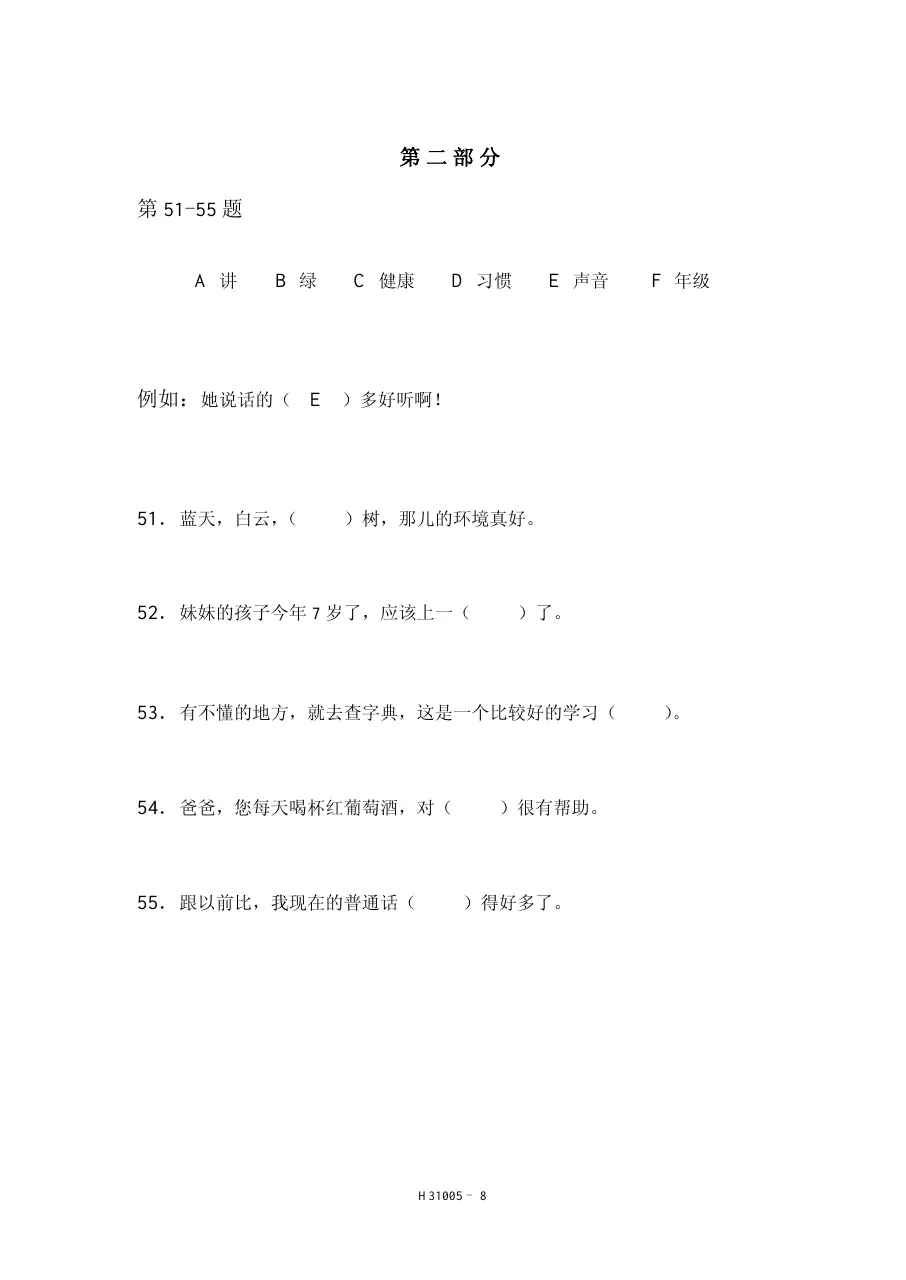 第二部分
第 51-55 题
A 讲 B 绿 C 健康 D 习惯 E 声音 F 年级
例如：她说话的（ E ）多好听啊！
51．蓝天，白云，（ ）树，那儿的环境真好。
52．妹妹的孩子今年 7 岁了，应该上一（ ）了。
53．有不懂的地方，就去查字典，这是一个比较好的学习（ ）。
54．爸爸，您每天喝杯红葡萄酒，对（ ）很有帮助。
55．跟以前比，我现在的普通话（ ）得好多了。
H31005－ 8